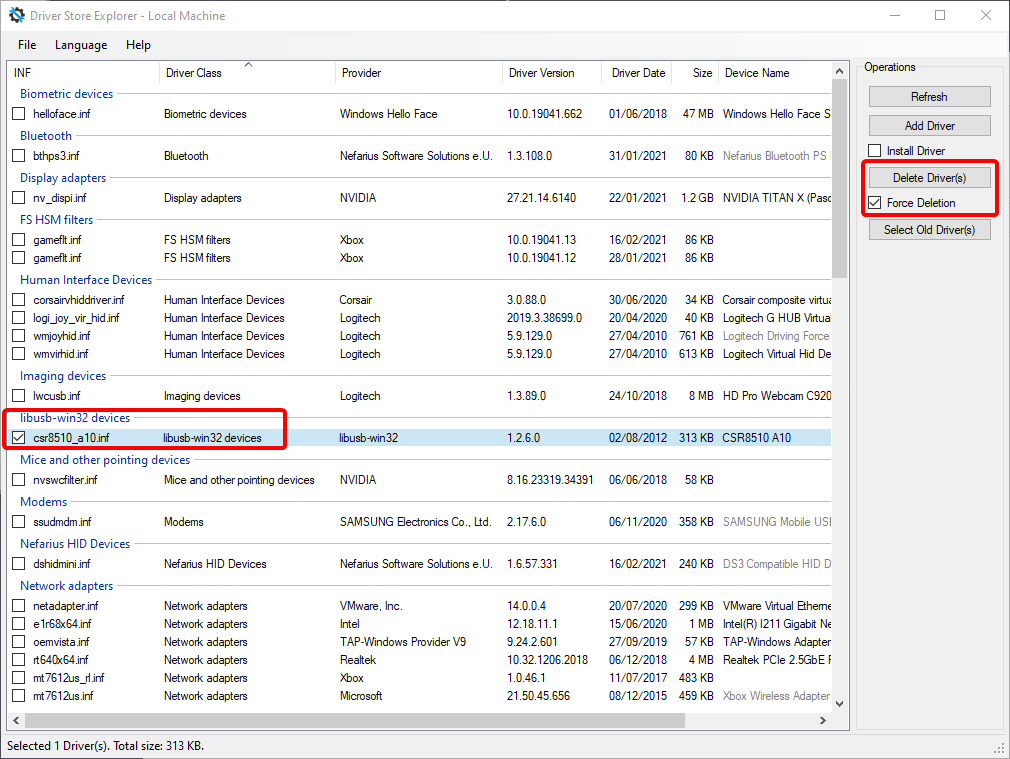 Driver Store Explorer - Local Machine
File Language Help
INF Driver Class Provider Driver Version Driver Date Size Device Name
Biometric devices
helloface.inf Biometric devices Windows Hello Face 10.0.19041.662 01/06/2018 47 MB Windows Hello Face S
Bluetooth
bthps3.inf Bluetooth Nefarius Software Solutions e.U. 1.3.108.0 31/01/2021 80 KB Nefarius Bluetooth PS
Display adapters
nv_dispi.inf Display adapters NVIDIA 27.21.14.6140 22/01/2021 1.2 GB NVIDIA TITAN X (Pasc
FS HSM filters
gameflt.inf FS HSM filters Xbox 10.0.19041.13 16/02/2021 86 KB
gameflt.inf FS HSM filters Xbox 10.0.19041.12 28/01/2021 86 KB
Human Interface Devices
corsairvhiddriver.inf Human Interface Devices Corsair 3.0.88.0 30/06/2020 34 KB Corsair composite virtua
logi_joy_vir_hid.inf Human Interface Devices Logitech 2019.3.38699.0 20/04/2020 40 KB Logitech G HUB Virtual
wmjoyhid.inf Human Interface Devices Logitech 5.9.129.0 27/04/2010 761 KB Logitech Driving Force
wmvirhid.inf Human Interface Devices Logitech 5.9.129.0 27/04/2010 613 KB Logitech Virtual Hid De
Imaging devices
lwcusb.inf Imaging devices Logitech 1.3.89.0 24/10/2018 8 MB HD Pro Webcam C920
libusb-win32 devices
csr8510_a10.inf libusb-win32 devices libusb-win32 1.2.6.0 02/08/2012 313 KB CSR8510 A10
Mice and other pointing devices
nvswcfilter.inf Mice and other pointing devices NVIDIA 8.16.23319.34391 06/06/2018 58 KB
Modems
ssudmdm.inf Modems SAMSUNG Electronics Co., Ltd. 2.17.6.0 06/11/2020 358 KB SAMSUNG Mobile USB
Nefarius HID Devices
dshidmini.inf Nefarius HID Devices Nefarius Software Solutions e.U. 1.6.57.331 16/02/2021 240 KB DS3 Compatible HID D
Network adapters
netadapter.inf Network adapters VMware, Inc. 14.0.0.4 20/07/2020 299 KB VMware Virtual Etherne
e1r68x64.inf Network adapters Intel 12.18.11.1 15/06/2020 1 MB Intel(R) I211 Gigabit Ne
oemvista.inf Network adapters TAP-Windows Provider V9 9.24.2.601 27/09/2019 57 KB TAP-Windows Adapter
rt640x64.inf Network adapters Realtek 10.32.1206.2018 06/12/2018 4 MB Realtek PCIe 2.5GbE F
mt7612us_rl.inf Network adapters Xbox 1.0.46.1 11/07/2017 483 KB
mt7612us.inf Network adapters Microsoft 21.50.45.656 08/12/2015 459 KB Xbox Wireless Adapter
Operations
Refresh
Add Driver
Install Driver
Delete Driver(s)
Force Deletion
Select Old Driver(s)
Selected 1 Driver(s). Total size: 313 KB.